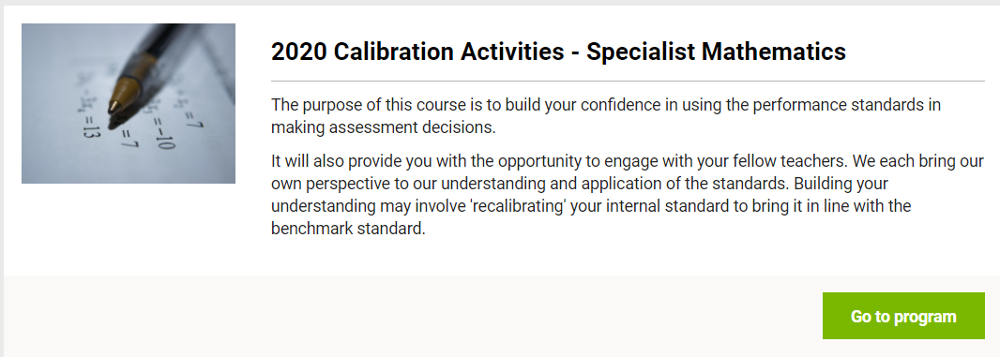 2020 Calibration Activities - Specialist Mathematics
The purpose of this course is to build your confidence in using the performance standards in
making assessment decisions.
It will also provide you with the opportunity to engage with your fellow teachers. We each bring our
own perspective to our understanding and application of the standards. Building your
understanding may involve 'recalibrating' your internal standard to bring it in line with the
benchmark standard.
Go to program
=13
=7
=-10
=7